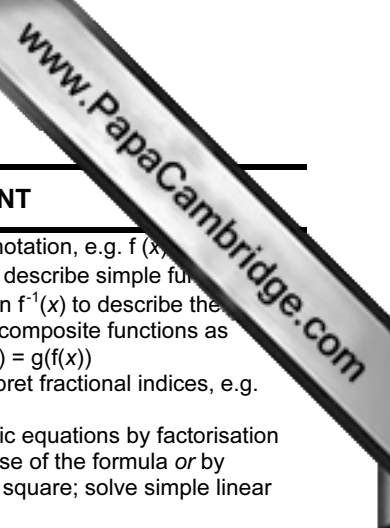 www.PapaCambridge.com
NT
notation, e.g. f (x)
describe simple fu
n f⁻¹(x) to describe the
composite functions as
) = g(f(x))
oret fractional indices, e.g.
ic equations by factorisation
se of the formula or by
square; solve simple linear